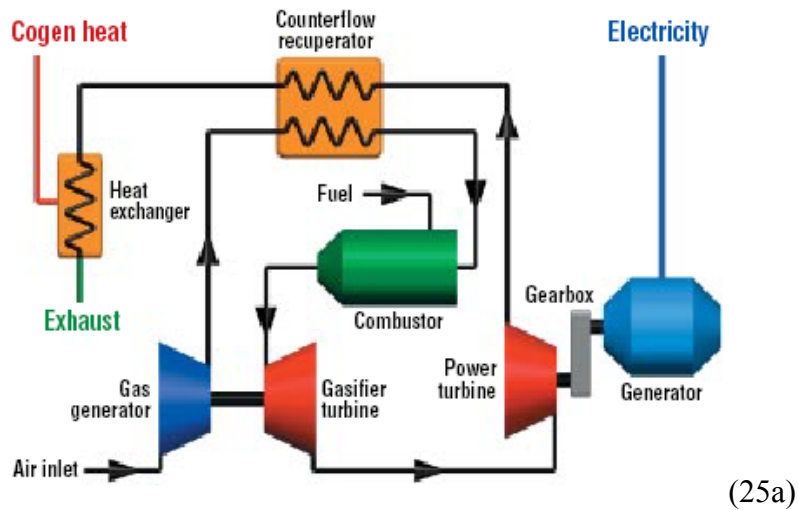 Cogen heat
Counterflow
recuperator
Electricity
Heat
exchanger
Fuel
Exhaust
Combustor
Gearbox
Gas
generator
Gasifier
turbine
Power
turbine
Generator
Air inlet
(25a)